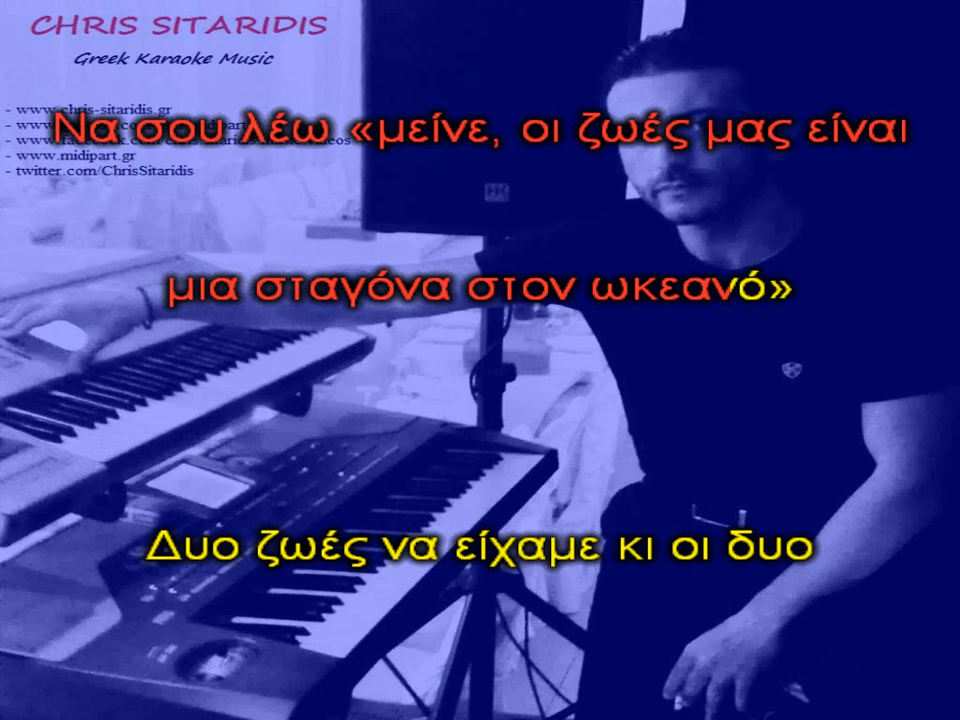 CHRIS SITARIDIS
Greek Karaoke Music
- www.chris-sitaridis.gr
- www.midipart.gr
- twitter.com/ChrisSitaridis
Να σου λέω «μείνε, οι ζωές μας είναι
μια σταγόνα στον ωκεανό»
Δυο ζωές να είχαμε κι οι δυο